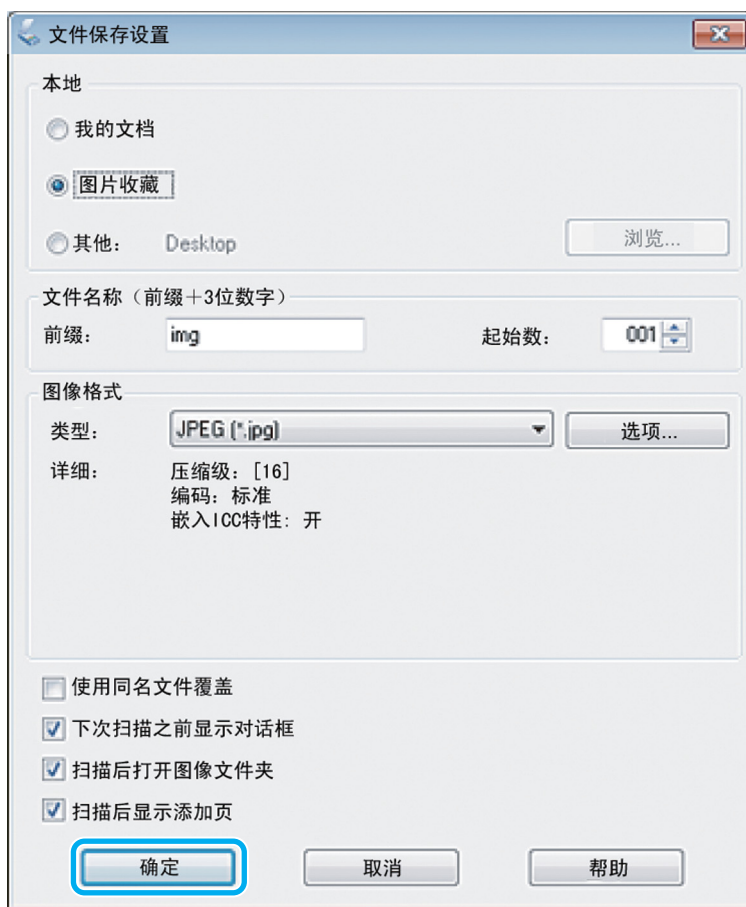 文件保存设置
本地
我的文档
图片收藏
其他: Desktop 浏览...
文件名称（前缀+3位数字）
前缀: img 起始数: 001
图像格式
类型: JPEG (*.jpg) 选项...
详细: 压缩级: [16]
编码: 标准
嵌入ICC特性: 开
使用同名文件覆盖
下次扫描之前显示对话框
扫描后打开图像文件夹
扫描后显示添加页
确定 取消 帮助